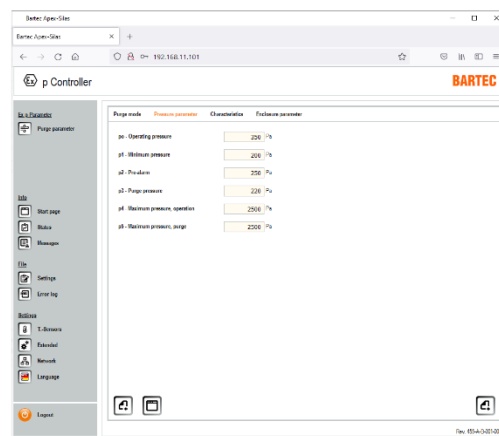 Bartec Apex-Silas
Bartec Apex-Silas
192.168.11.101
Ex p Controller
BARTEC
Ex-p Parameter
Purge parameter
Purge mode Pressure parameter Characteristics Enclosure parameter
po - Operating pressure 250 Pa
p1 - Minimum pressure 200 Pa
p2 - Pre-alarm 250 Pa
p3 - Purge pressure 220 Pa
p4 - Maximum pressure, operation 2500 Pa
p5 - Maximum pressure, purge 2500 Pa
Info
Start page
Status
Messages
File
Settings
Error log
Settings
T.-Sensors
Extended
Network
Language
Logout